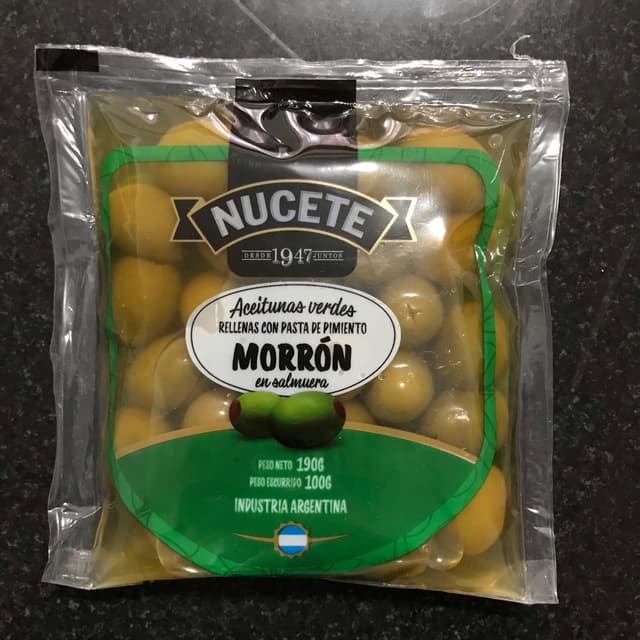 NUCETE
DESDE 1947 JUNTOS
Aceitunas verdes
RELLENAS CON PASTA DE PIMIENTO
MORRÓN
en salmuera
PESO NETO 190G
PESO ESCURRIDO 100G
INDUSTRIA ARGENTINA